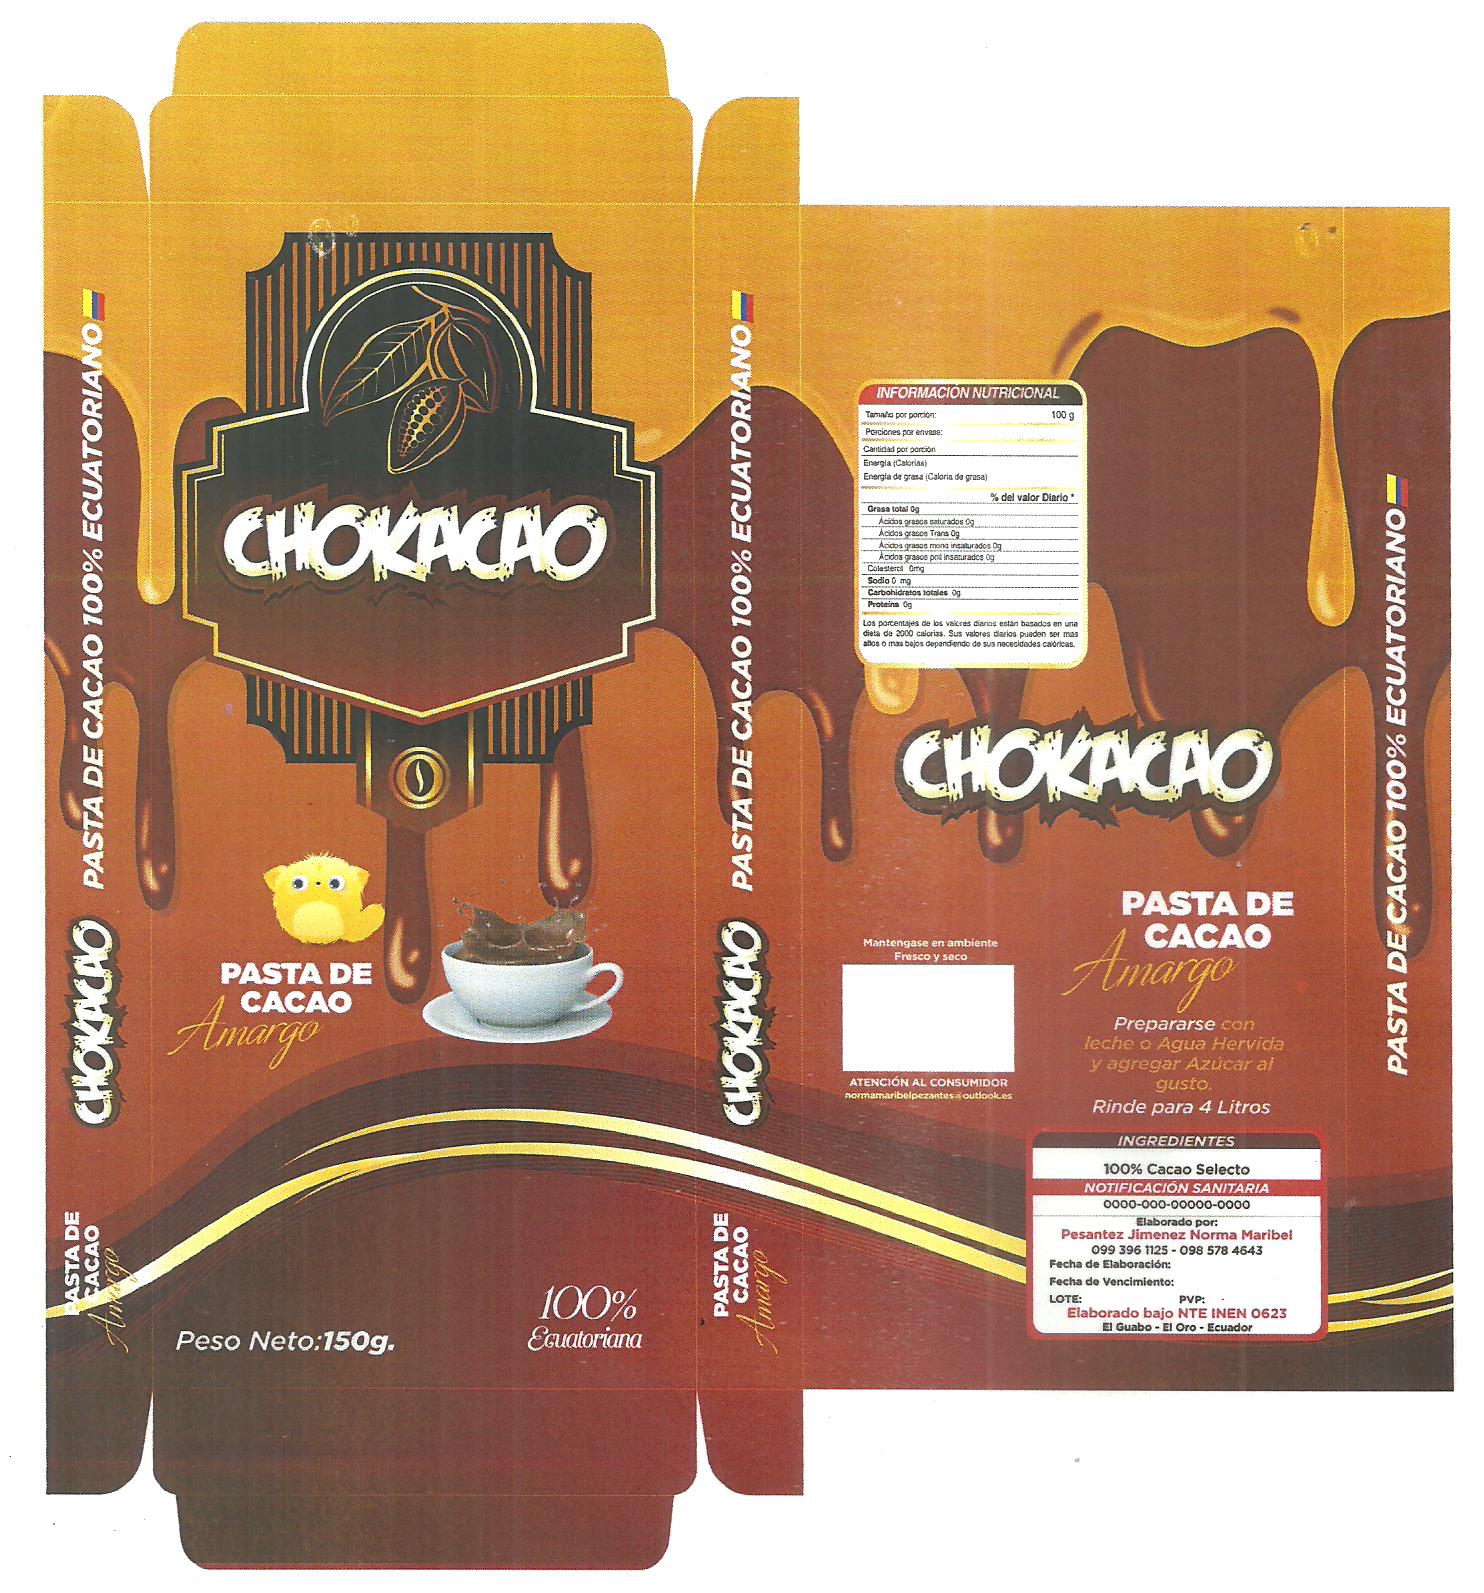 PASTA DE CACAO 100% ECUATORIANO
CHOKACAO
PASTA DE
CACAO
Amargo
CHOKACAO
PASTA DE
CACAO
Amargo
Peso Neto:150g.
100%
Ecuatoriana
PASTA DE CACAO 100% ECUATORIANO
CHOKACAO
PASTA DE
CACAO
Amargo
INFORMACIÓN NUTRICIONAL
Tamaño por porción: 100 g
Porciones por envase:
Cantidad por porción
Energía (Calorías)
Energía de grasa (Caloria de grasa)
% del valor Diario *
Grasa total 0g
Ácidos grasos saturados 0g
Ácidos grasos Trans 0g
Ácidos grasos mono insaturados 0g
Ácidos grasos poli insaturados 0g
Colesterol 0mg
Sodio 0 mg
Carbohidratos totales 0g
Proteína 0g
Los porcentajes de los valores diarios están basados en una
dieta de 2000 calorias. Sus valores diarios pueden ser mas
altos o mas bajos dependiendo de sus necesidades calóricas.
CHOKACAO
PASTA DE
CACAO
Amargo
Mantengase en ambiente
Fresco y seco
ATENCIÓN AL CONSUMIDOR
normamaribelpezantes@outlook.es
Prepararse con
leche o Agua Hervida
y agregar Azúcar al
gusto.
Rinde para 4 Litros
INGREDIENTES
100% Cacao Selecto
NOTIFICACIÓN SANITARIA
0000-000-00000-0000
Elaborado por:
Pesantez Jimenez Norma Maribel
099 396 1125 - 098 578 4643
Fecha de Elaboración:
Fecha de Vencimiento:
LOTE: PVP:
Elaborado bajo NTE INEN 0623
El Guabo - El Oro - Ecuador
PASTA DE CACAO 100% ECUATORIANO